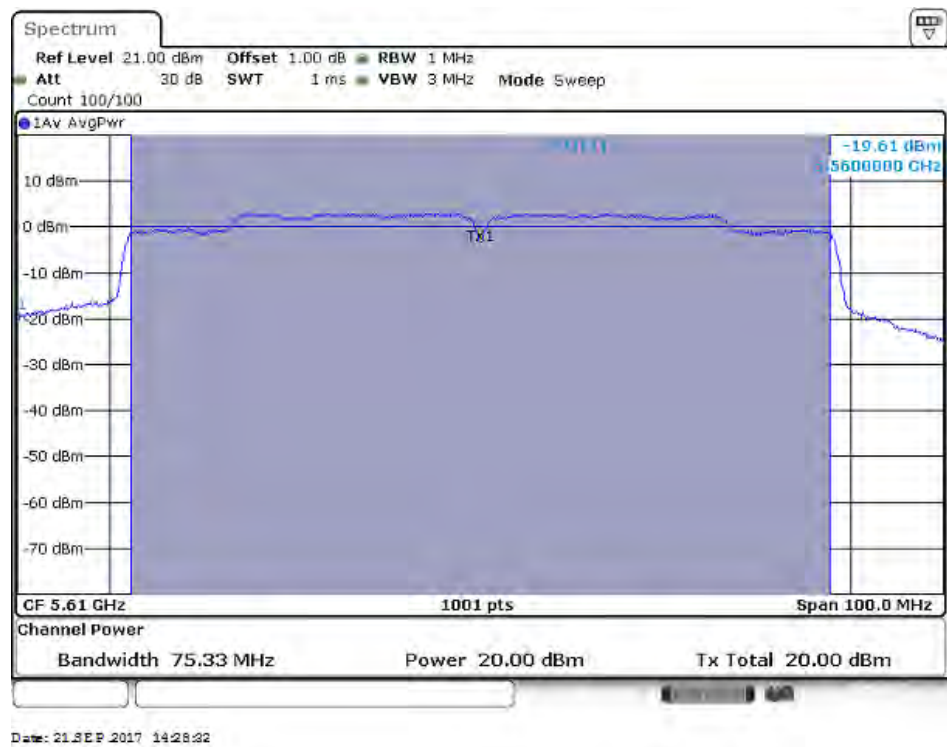 Spectrum
Ref Level 21.00 dBm Offset 1.00 dB RBW 1 MHz
Att 30 dB SWT 1 ms VBW 3 MHz Mode Sweep
Count 100/100
1Av AvgPwr
-19.61 dBm
5600000 GHz
10 dBm
0 dBm
TX1
-10 dBm
-20 dBm
-30 dBm
-40 dBm
-50 dBm
-60 dBm
-70 dBm
CF 5.61 GHz 1001 pts Span 100.0 MHz
Channel Power
Bandwidth 75.33 MHz Power 20.00 dBm Tx Total 20.00 dBm
Date: 21.SEP.2017 14:28:32